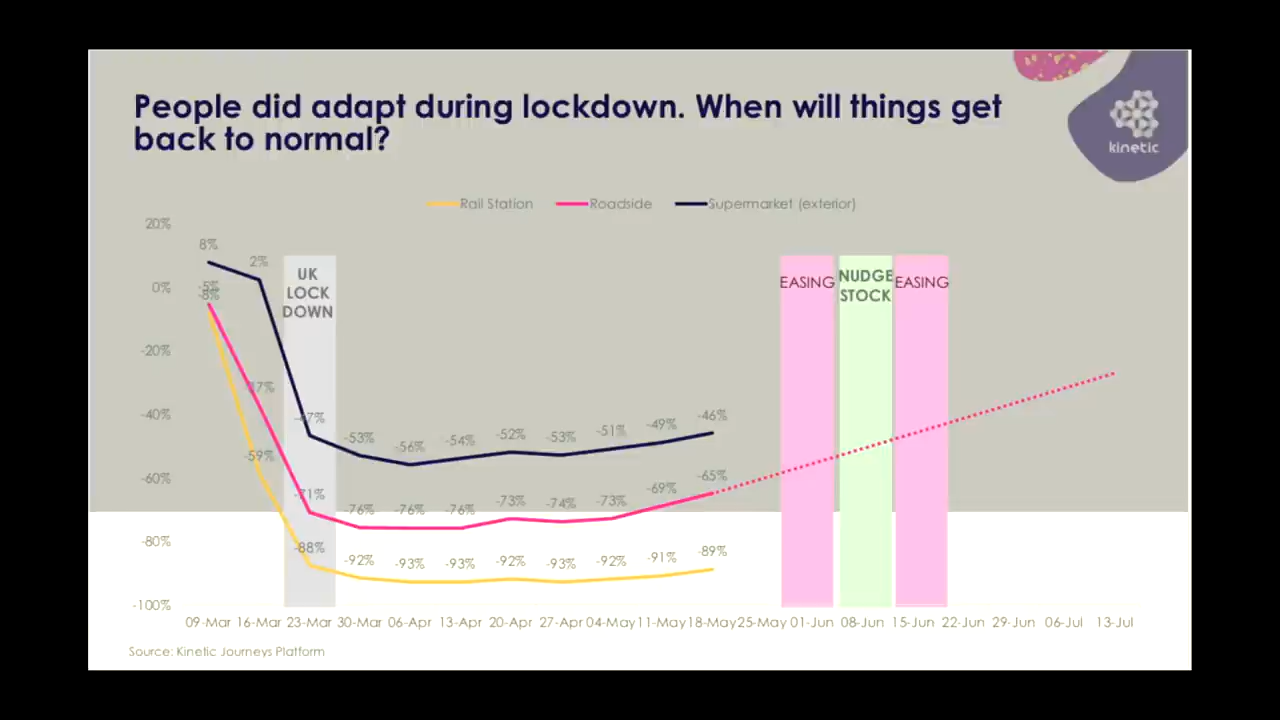 People did adapt during lockdown. When will things get
back to normal?
kinetic
Rail Station Roadside Supermarket (exterior)
20%
0%
-20%
-40%
-60%
-80%
-100%
8% 2% -47% -53% -56% -54% -52% -53% -51% -49% -46%
-5% -37% -71% -76% -76% -76% -73% -74% -73% -69% -65%
-8% -59% -88% -92% -93% -93% -92% -93% -92% -91% -89%
UK
LOCK
DOWN
EASING
NUDGE
STOCK
EASING
09-Mar 16-Mar 23-Mar 30-Mar 06-Apr 13-Apr 20-Apr 27-Apr 04-May 11-May 18-May 25-May 01-Jun 08-Jun 15-Jun 22-Jun 29-Jun 06-Jul 13-Jul
Source: Kinetic Journeys Platform